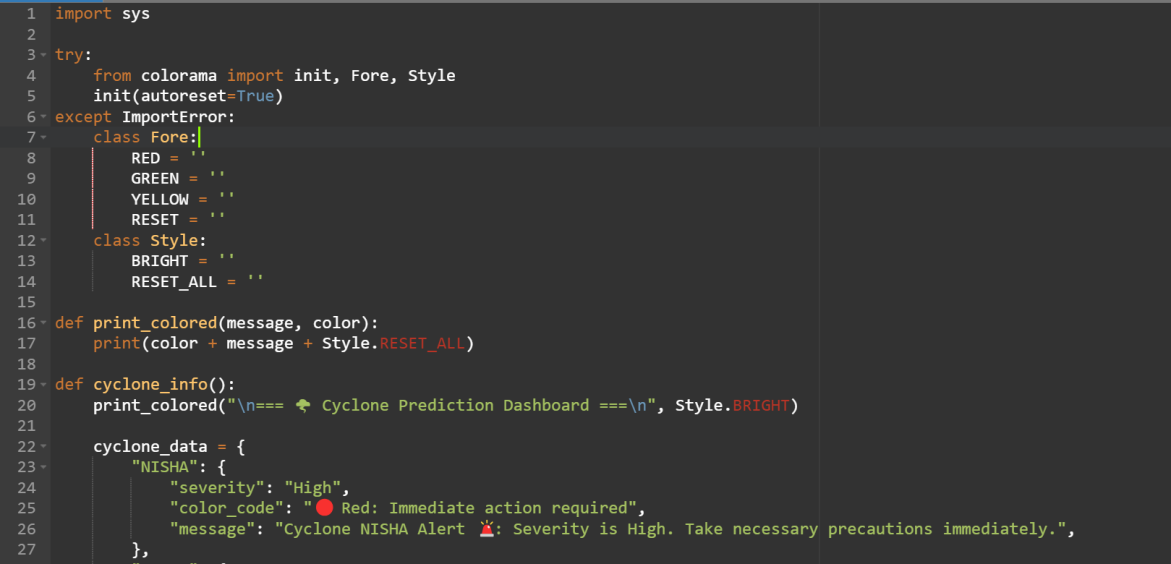 1 import sys
2
3 try:
4     from colorama import init, Fore, Style
5     init(autoreset=True)
6 except ImportError:
7     class Fore:
8         RED = ''
9         GREEN = ''
10         YELLOW = ''
11         RESET = ''
12     class Style:
13         BRIGHT = ''
14         RESET_ALL = ''
15
16 def print_colored(message, color):
17     print(color + message + Style.RESET_ALL)
18
19 def cyclone_info():
20     print_colored("\n=== 🌪 Cyclone Prediction Dashboard ===\n", Style.BRIGHT)
21
22     cyclone_data = {
23         "NISHA": {
24             "severity": "High",
25             "color_code": "🔴 Red: Immediate action required",
26             "message": "Cyclone NISHA Alert 🚨: Severity is High. Take necessary precautions immediately.",
27         },